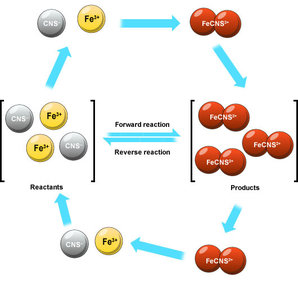 CNS⁻ Fe³⁺ FeCNS²⁺
CNS⁻ Fe³⁺ Fe³⁺ CNS⁻
Forward reaction
Reverse reaction
FeCNS²⁺ FeCNS²⁺ FeCNS²⁺
Reactants
Products
CNS⁻ Fe³⁺ FeCNS²⁺